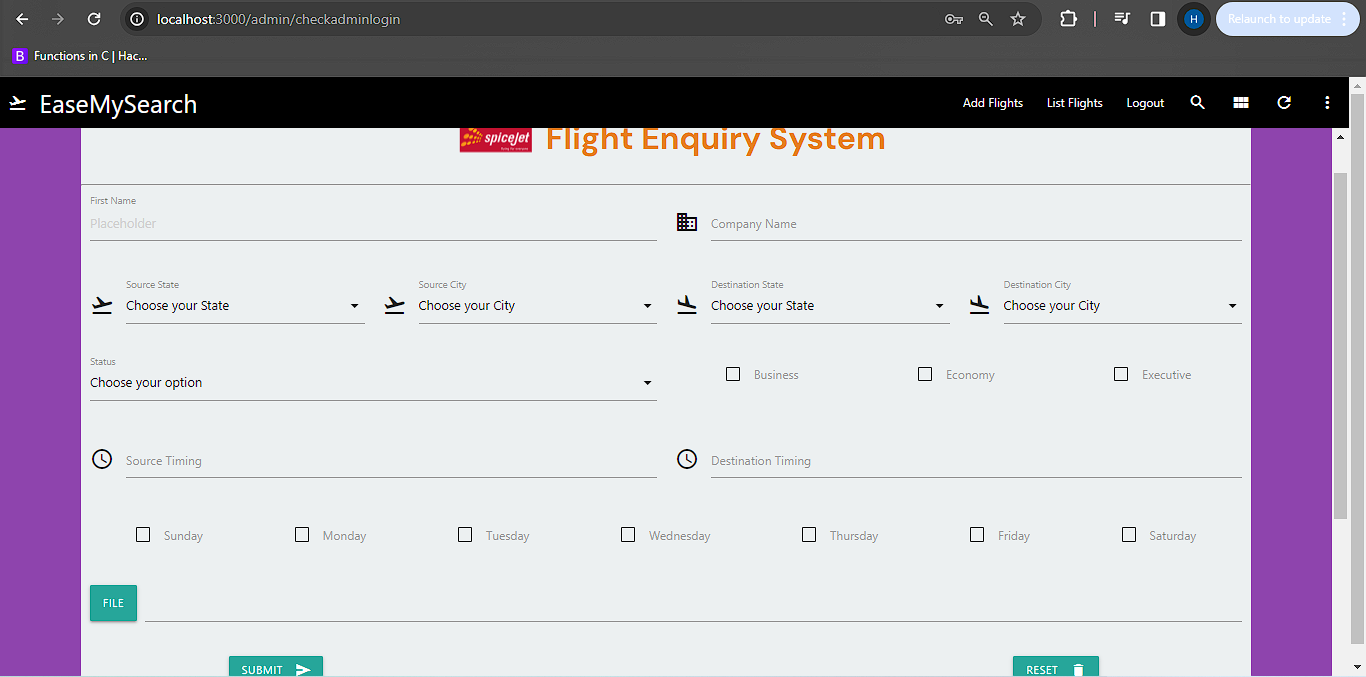 localhost:3000/admin/checkadminlogin
H
Relaunch to update
B Functions in C | Hac...
EaseMySearch
Add Flights List Flights Logout
spiceJet Flight Enquiry System
First Name
Placeholder
Company Name
Source State Source City Destination State Destination City
Choose your State Choose your City Choose your State Choose your City
Status
Choose your option
Business Economy Executive
Source Timing Destination Timing
Sunday Monday Tuesday Wednesday Thursday Friday Saturday
FILE
SUBMIT RESET